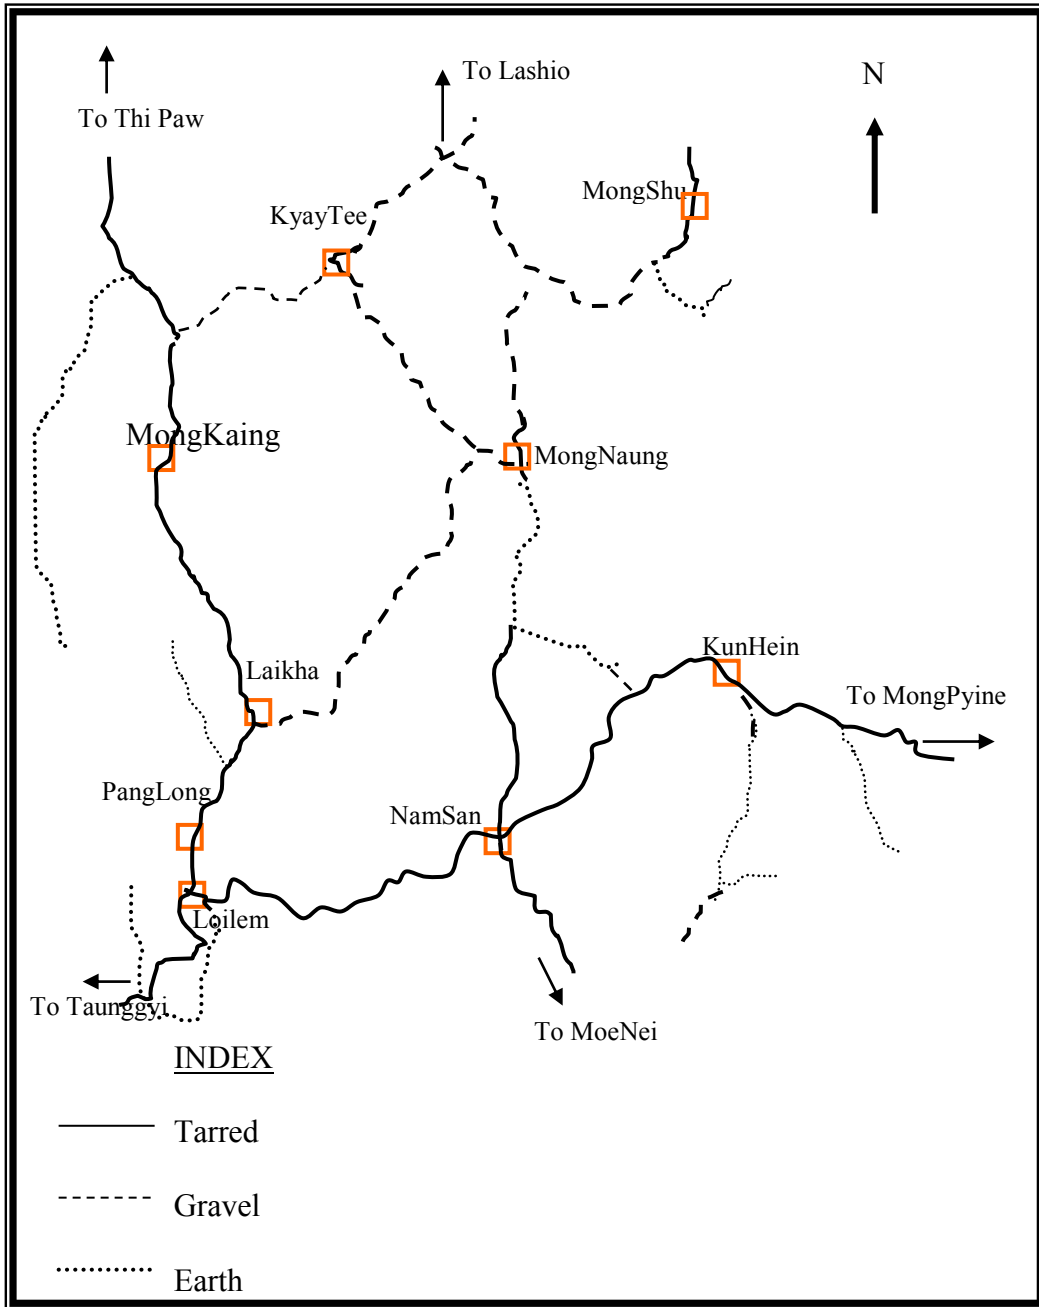 To Lashio
N
To Thi Paw
MongShu
KyayTee
MongKaing
MongNaung
KunHein
Laikha
To MongPyine
PangLong
NamSan
Loilem
To Taunggyi
To MoeNei
INDEX
Tarred
Gravel
Earth